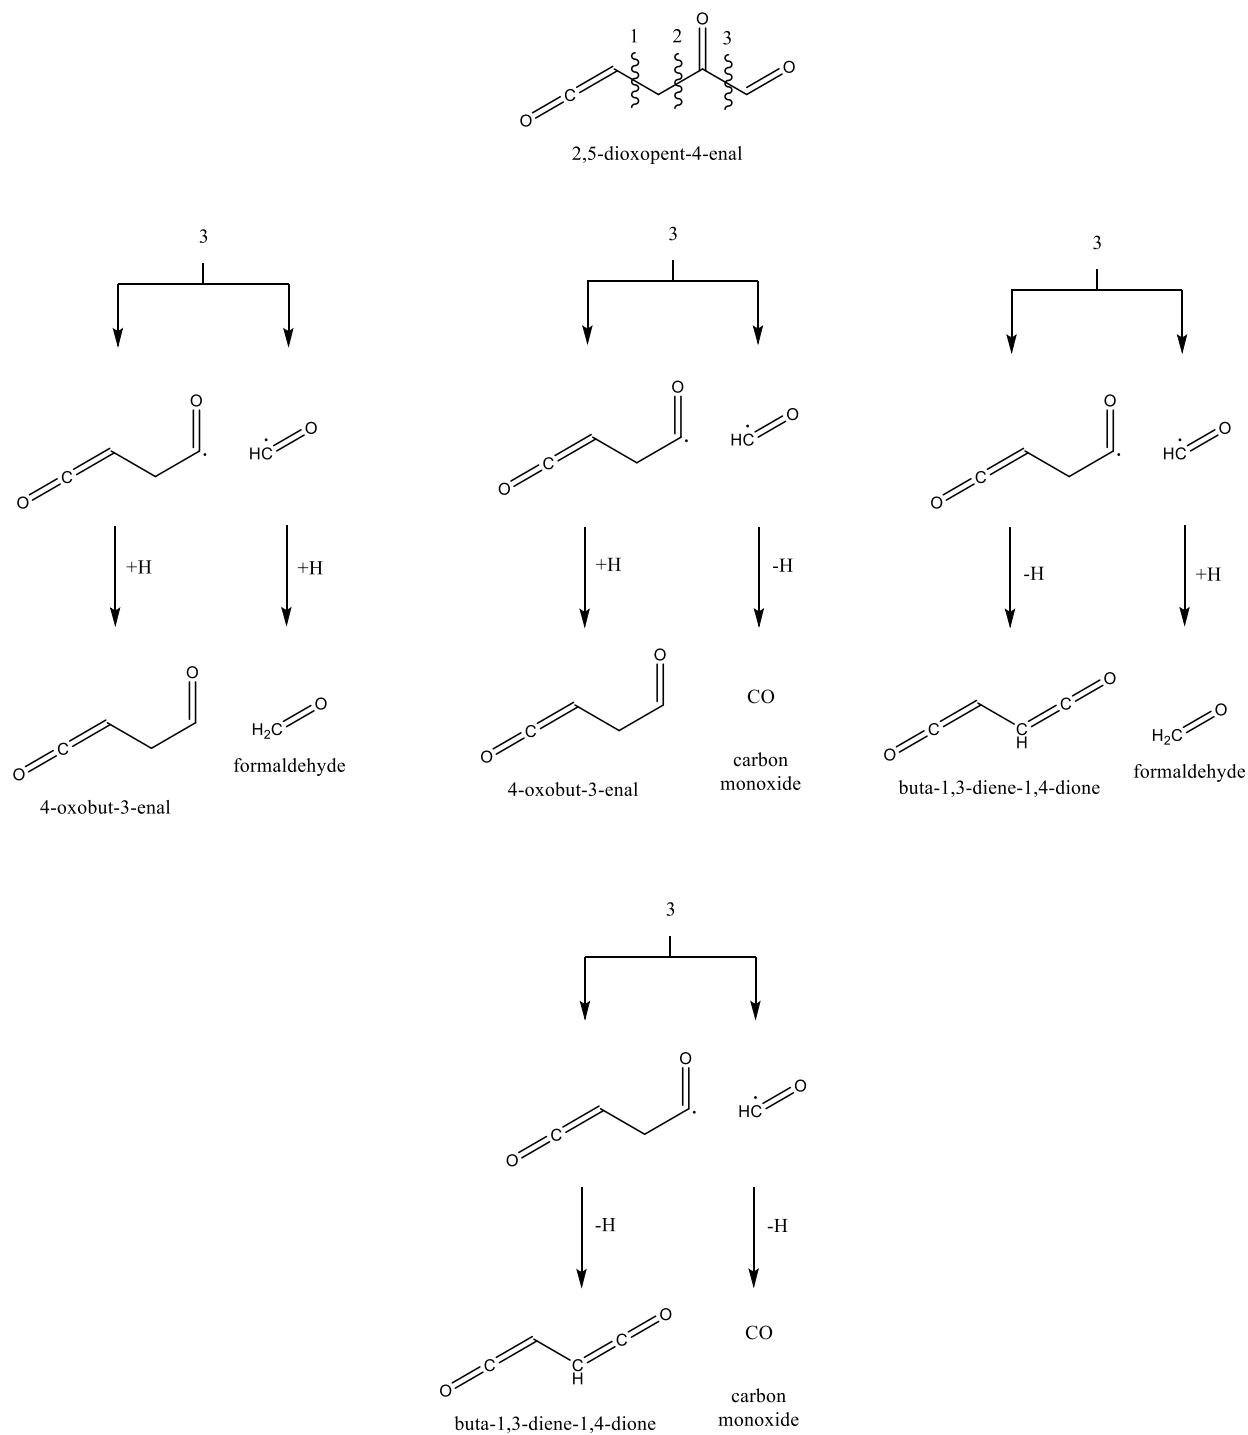 O
1 2 3
O
C
O
2,5-dioxopent-4-enal
3 3 3
O O O
HC O HC O HC O
C C C
O O O
+H +H +H -H -H +H
O O O
O H2C O C CO C O H2C O
C O C H
O carbon monoxide O
formaldehyde
4-oxobut-3-enal
4-oxobut-3-enal
buta-1,3-diene-1,4-dione
formaldehyde
3
O
HC O
C
O
-H -H
O
C CO
C
H
O
carbon
monoxide
buta-1,3-diene-1,4-dione